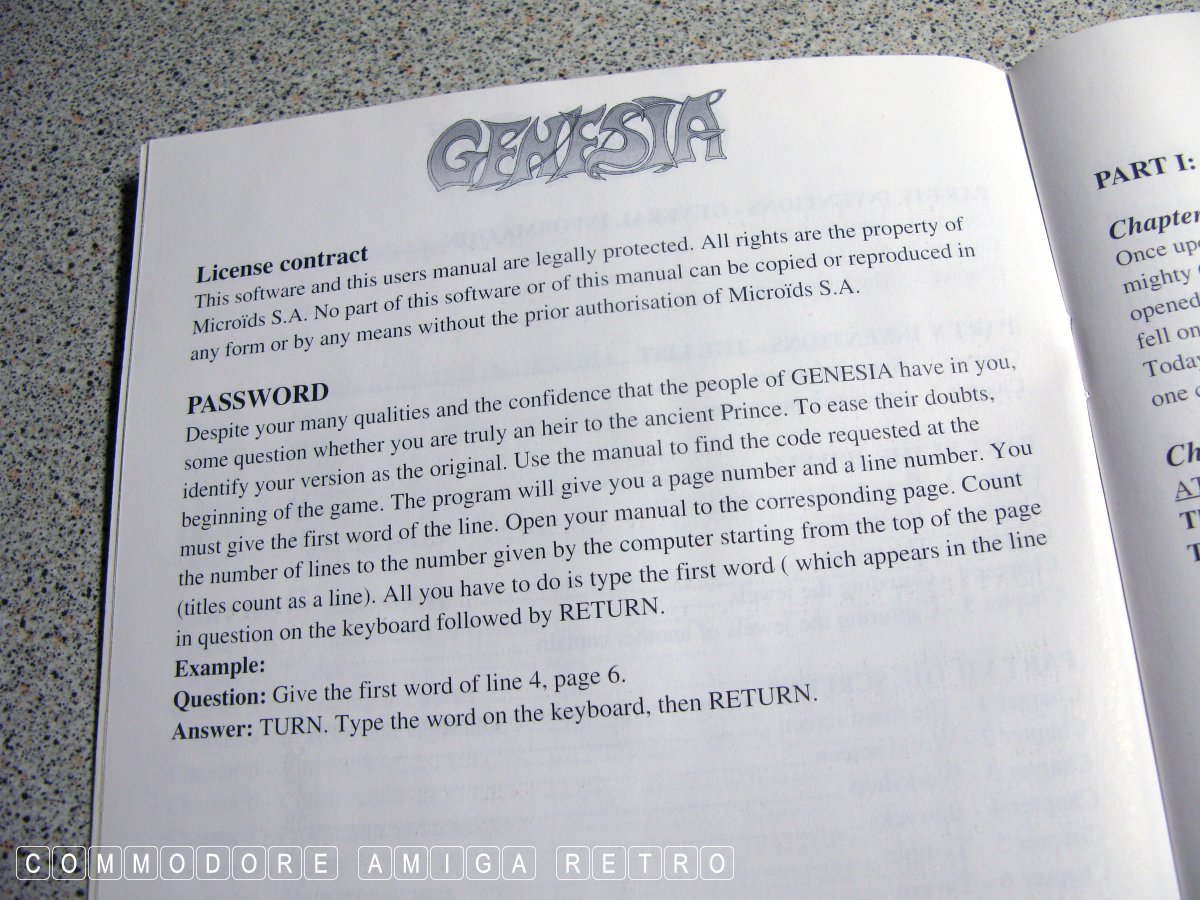 GENESIA
License contract
This software and this users manual are legally protected. All rights are the property of
Microïds S.A. No part of this software or of this manual can be copied or reproduced in
any form or by any means without the prior authorisation of Microïds S.A.
PASSWORD
Despite your many qualities and the confidence that the people of GENESIA have in you,
some question whether you are truly an heir to the ancient Prince. To ease their doubts,
identify your version as the original. Use the manual to find the code requested at the
beginning of the game. The program will give you a page number and a line number. You
must give the first word of the line. Open your manual to the corresponding page. Count
the number of lines to the number given by the computer starting from the top of the page
(titles count as a line). All you have to do is type the first word ( which appears in the line
in question on the keyboard followed by RETURN.
Example:
Question: Give the first word of line 4, page 6.
Answer: TURN. Type the word on the keyboard, then RETURN.
PART I:
Chapter
Once upo
mighty
opened
fell on
Today
one
Ch
AT
COMMODORE AMIGA RETRO